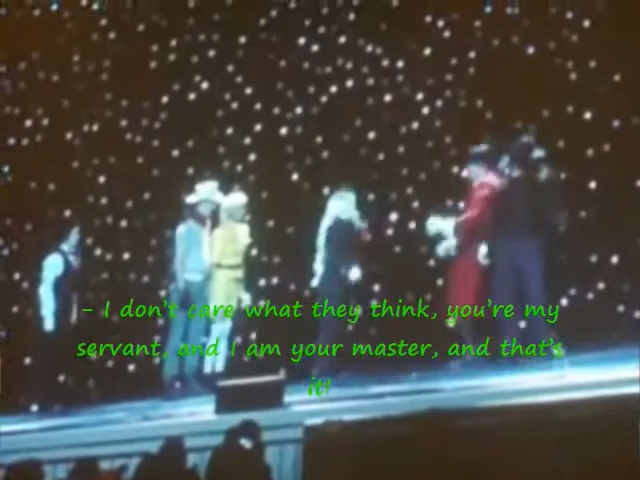 - I don't care what they think, you're my
servant, and I am your master, and that's
it!